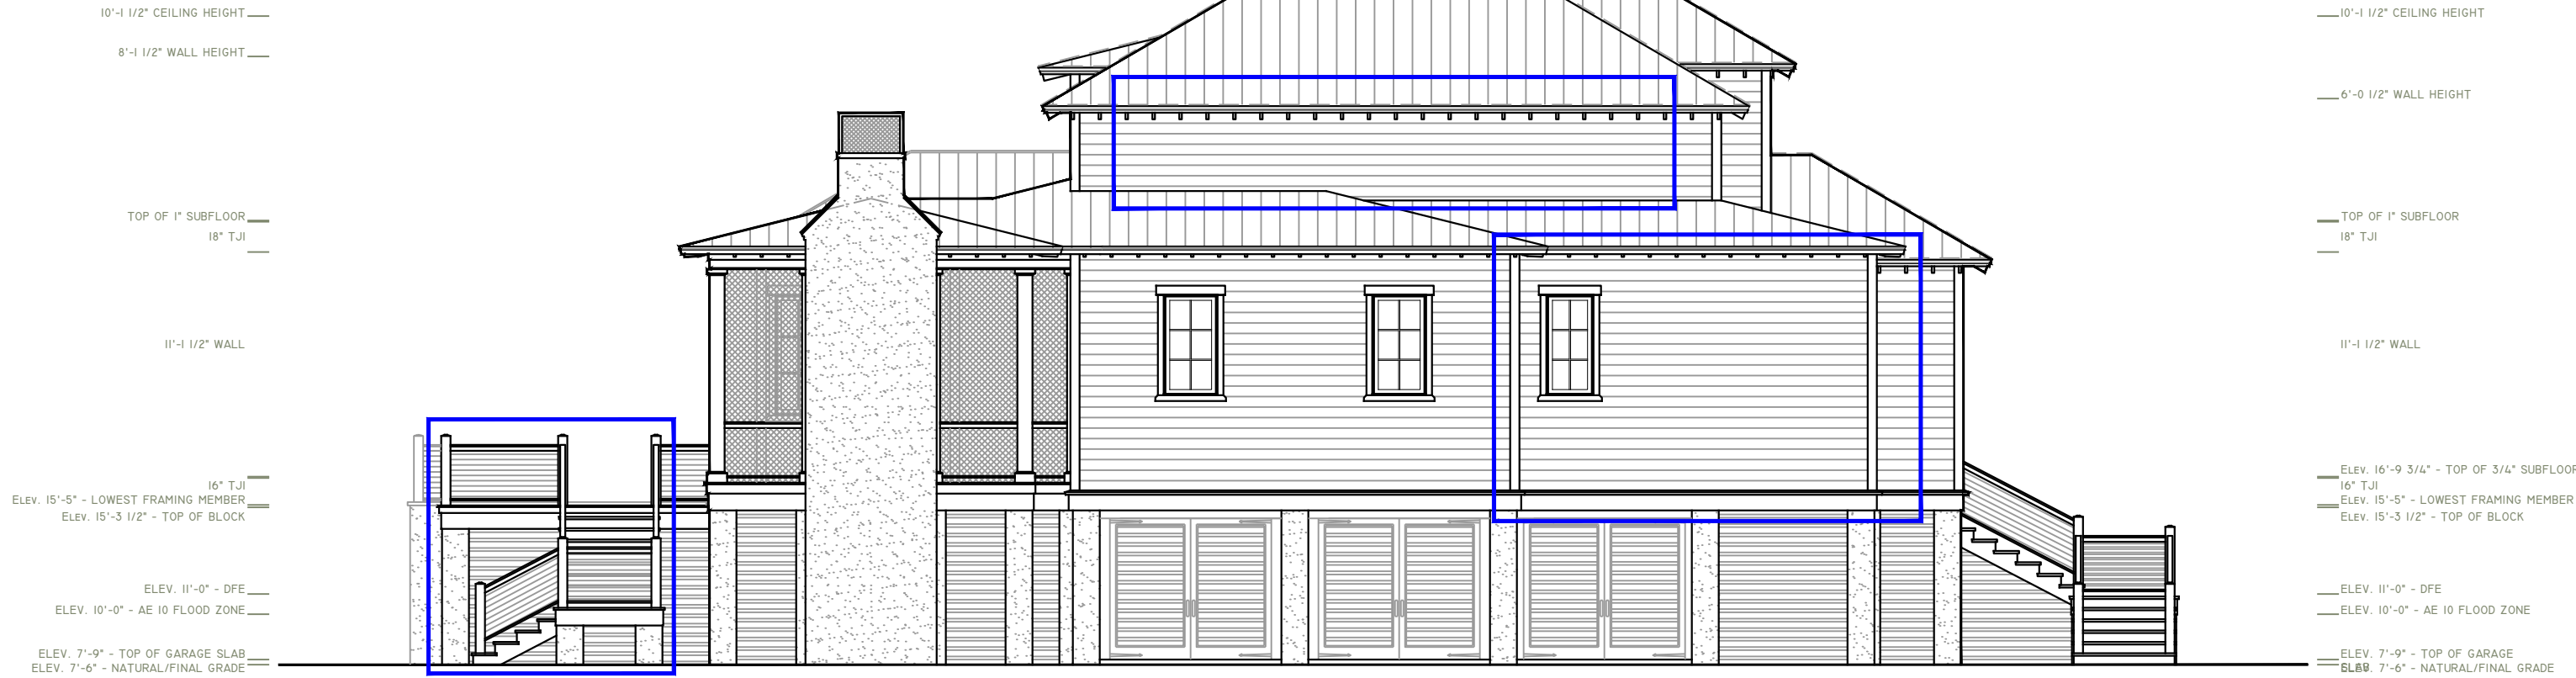 10'-1 1/2" CEILING HEIGHT
8'-1 1/2" WALL HEIGHT
TOP OF 1" SUBFLOOR
18" TJI
11'-1 1/2" WALL
16" TJI
ELEV. 15'-5" - LOWEST FRAMING MEMBER
ELEV. 15'-3 1/2" - TOP OF BLOCK
ELEV. 11'-0" - DFE
ELEV. 10'-0" - AE 10 FLOOD ZONE
ELEV. 7'-9" - TOP OF GARAGE SLAB
ELEV. 7'-6" - NATURAL/FINAL GRADE
10'-1 1/2" CEILING HEIGHT
6'-0 1/2" WALL HEIGHT
TOP OF 1" SUBFLOOR
18" TJI
11'-1 1/2" WALL
ELEV. 16'-9 3/4" - TOP OF 3/4" SUBFLOOR
16" TJI
ELEV. 15'-5" - LOWEST FRAMING MEMBER
ELEV. 15'-3 1/2" - TOP OF BLOCK
ELEV. 11'-0" - DFE
ELEV. 10'-0" - AE 10 FLOOD ZONE
ELEV. 7'-9" - TOP OF GARAGE
SLAB
ELEV. 7'-6" - NATURAL/FINAL GRADE